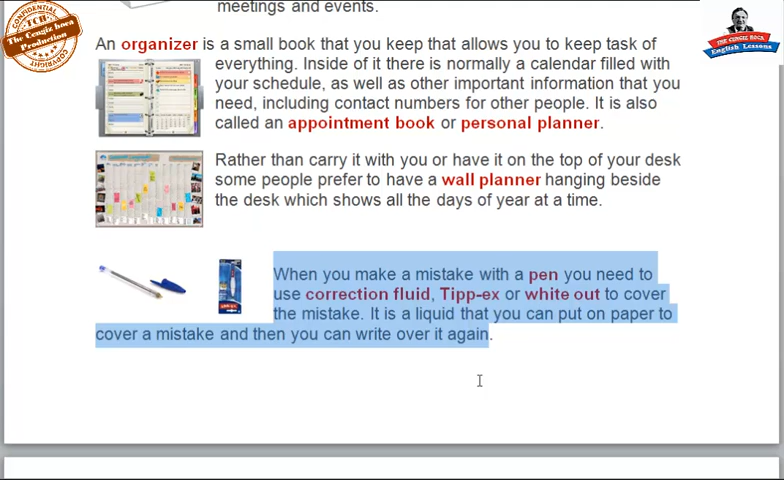 meetings and events.
An organizer is a small book that you keep that allows you to keep task of
everything. Inside of it there is normally a calendar filled with
your schedule, as well as other important information that you
need, including contact numbers for other people. It is also
called an appointment book or personal planner.
Rather than carry it with you or have it on the top of your desk
some people prefer to have a wall planner hanging beside
the desk which shows all the days of year at a time.
When you make a mistake with a pen you need to
use correction fluid, Tipp-ex or white out to cover
the mistake. It is a liquid that you can put on paper to
cover a mistake and then you can write over it again.
CONFIDENTIAL
TCB
The Cengiz boca
Production
COPYRIGHT
THE CENGIZ BOCA
English Lessons